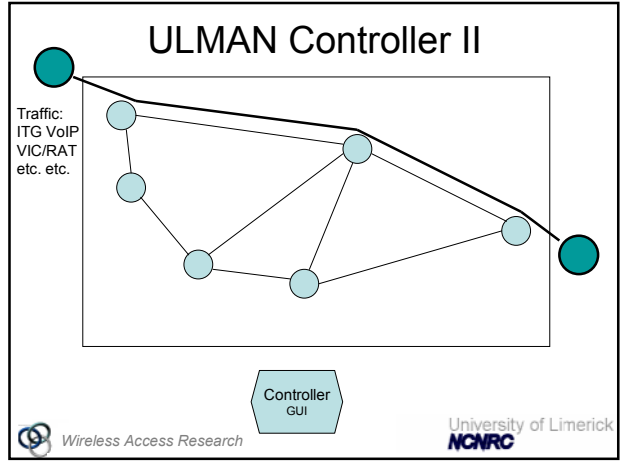 ULMAN Controller II
Traffic:
ITG VoIP
VIC/RAT
etc. etc.
Controller
GUI
Wireless Access Research
University of Limerick
NCNRC